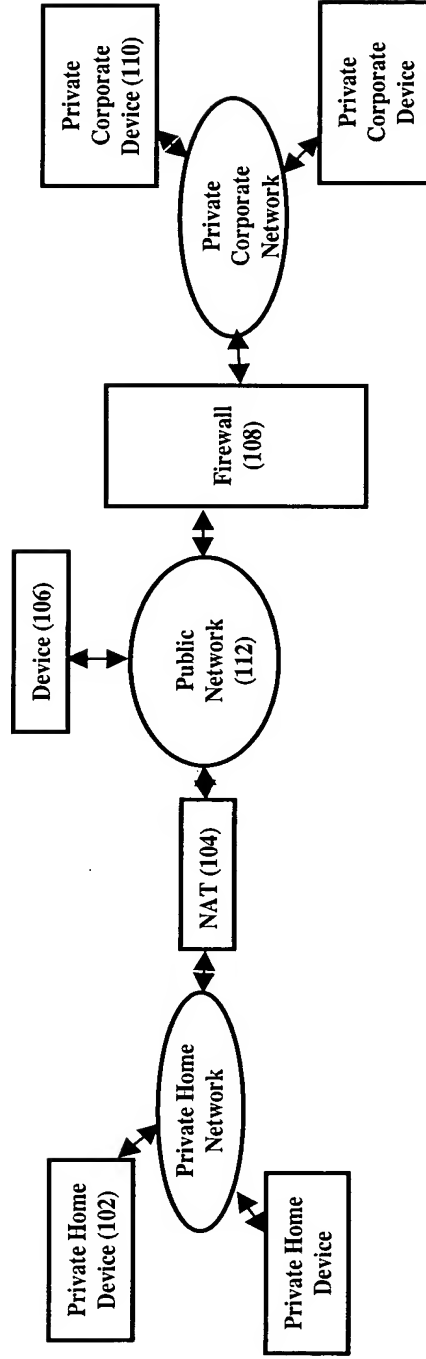 Private Home
Device (102)
Private Home
Device
Private Home
Network
NAT (104)
Device (106)
Public
Network
(112)
Firewall
(108)
Private
Corporate
Network
Private
Corporate
Device (110)
Private
Corporate
Device